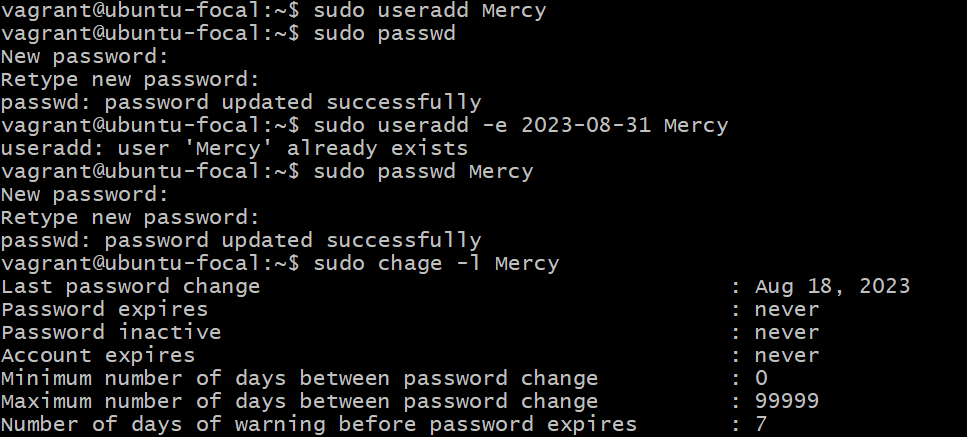 vagrant@ubuntu-focal:~$ sudo useradd Mercy
vagrant@ubuntu-focal:~$ sudo passwd
New password:
Retype new password:
passwd: password updated successfully
vagrant@ubuntu-focal:~$ sudo useradd -e 2023-08-31 Mercy
useradd: user 'Mercy' already exists
vagrant@ubuntu-focal:~$ sudo passwd Mercy
New password:
Retype new password:
passwd: password updated successfully
vagrant@ubuntu-focal:~$ sudo chage -l Mercy
Last password change : Aug 18, 2023
Password expires : never
Password inactive : never
Account expires : never
Minimum number of days between password change : 0
Maximum number of days between password change : 99999
Number of days of warning before password expires : 7